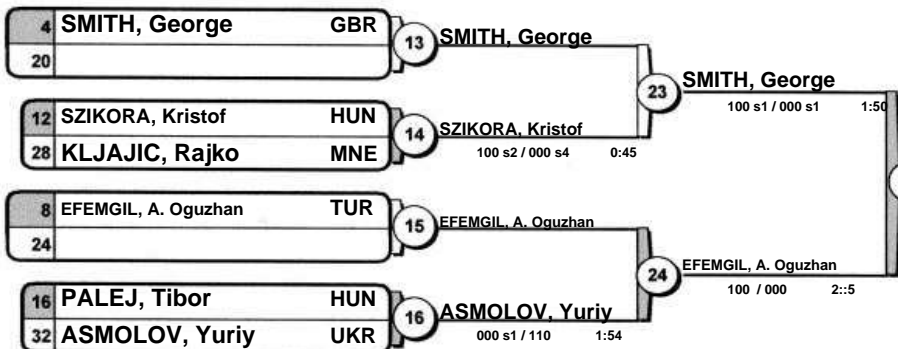 4 SMITH, George GBR
20
13 SMITH, George
12 SZIKORA, Kristof HUN
28 KLJAJIC, Rajko MNE
14 SZIKORA, Kristof
100 s2 / 000 s4 0:45
23 SMITH, George
100 s1 / 000 s1 1:50
8 EFEMGIL, A. Oguzhan TUR
24
15 EFEMGIL, A. Oguzhan
16 PALEJ, Tibor HUN
32 ASMOLOV, Yuriy UKR
16 ASMOLOV, Yuriy
000 s1 / 110 1:54
24 EFEMGIL, A. Oguzhan
100 / 000 2::5